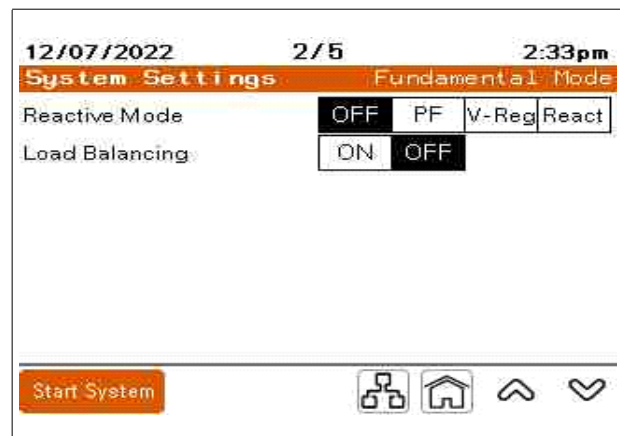 12/07/2022 2/5 2:33pm
System Settings Fundamental Mode
Reactive Mode OFF PF V-Reg React
Load Balancing ON OFF
Start System